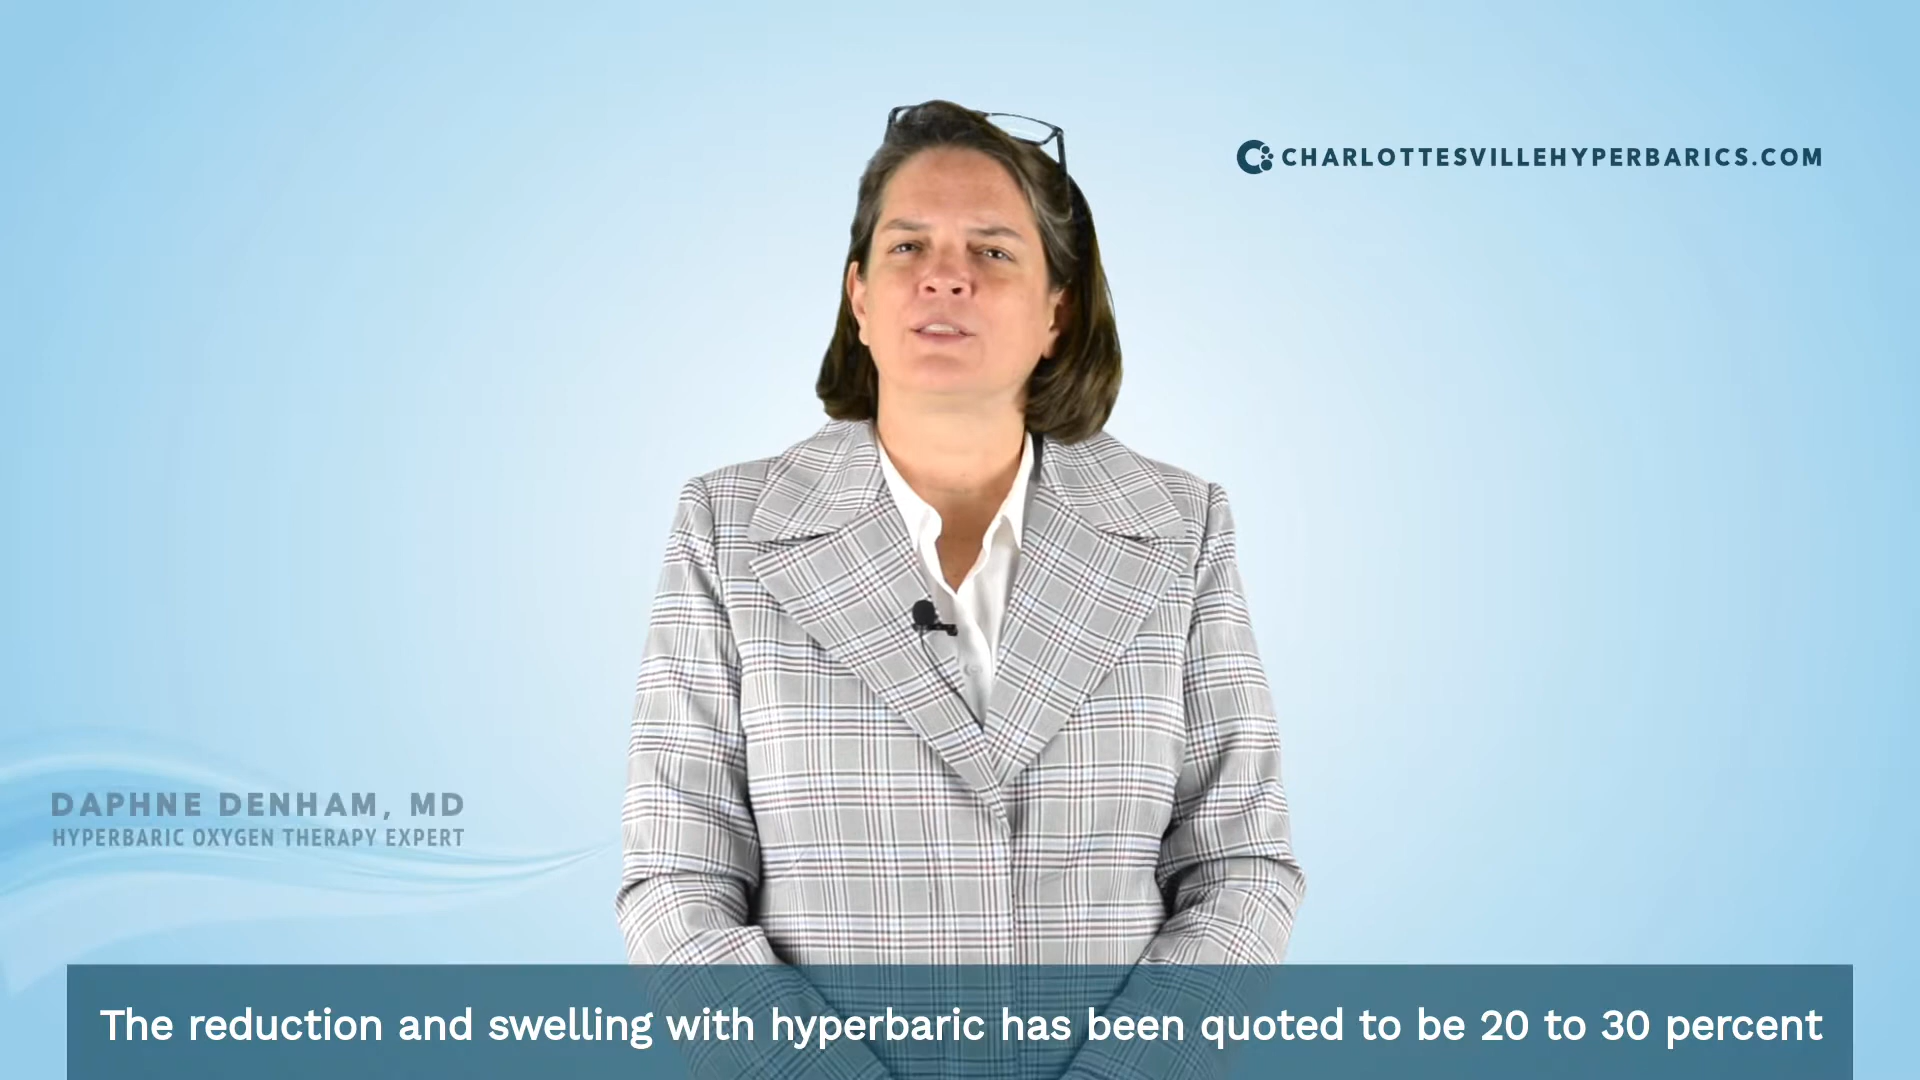 CHARLOTTESVILLEHYPERBARICS.COM
DAPHNE DENHAM, MD
HYPERBARIC OXYGEN THERAPY EXPERT
The reduction and swelling with hyperbaric has been quoted to be 20 to 30 percent